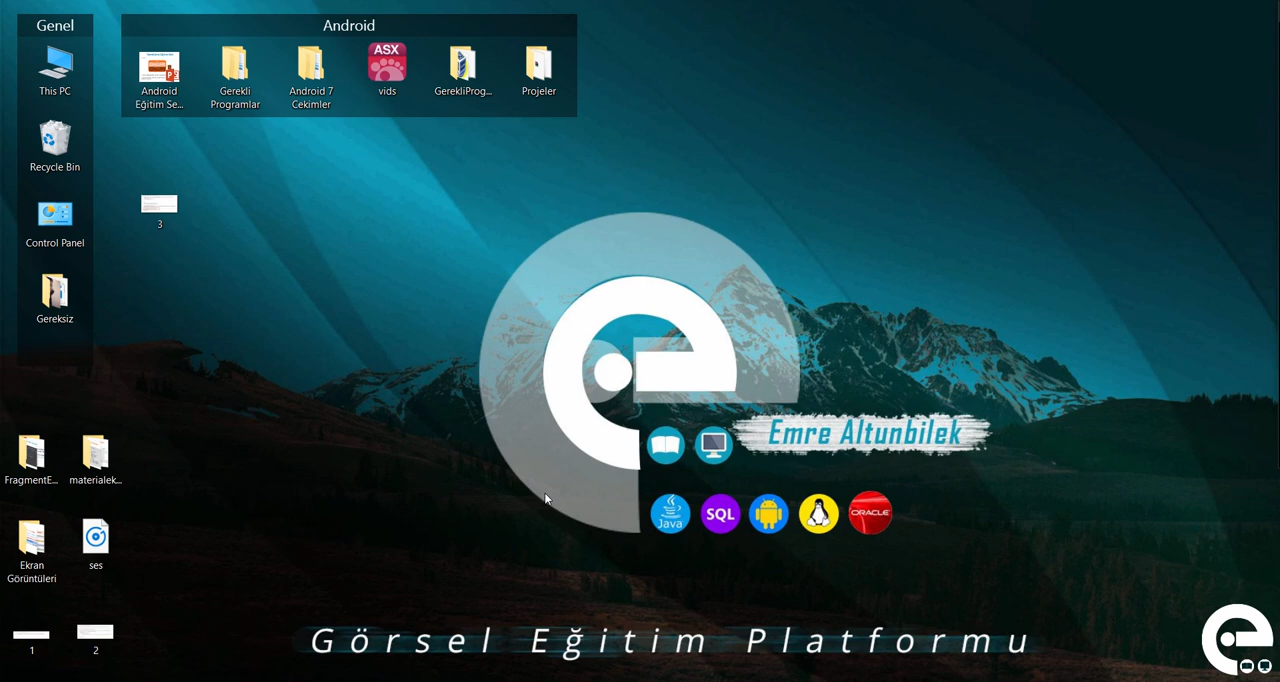 Genel
Android
This PC
Android
Eğitim Se...
Gerekli
Programlar
Android 7
Cekimler
ASX
vids
GerekliProg...
Projeler
Recycle Bin
3
Control Panel
Gereksiz
Emre Altunbilek
FragmentE...
materialek...
Java
SQL
ORACLE
Ekran
Görüntüleri
ses
1
2
Görsel Eğitim Platformu